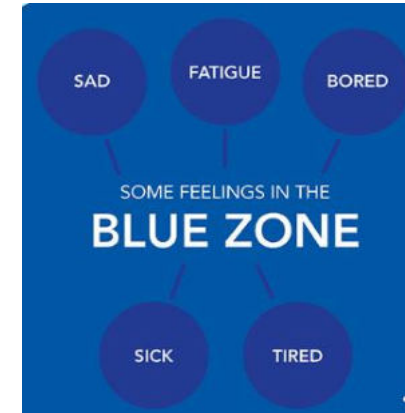 SAD
FATIGUE
BORED
SOME FEELINGS IN THE
BLUE ZONE
SICK
TIRED